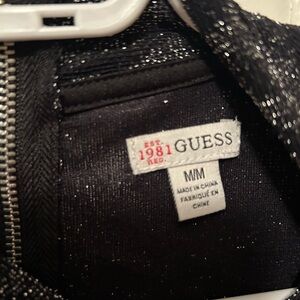 EST.
1981 GUESS
REG.
M/M
MADE IN CHINA
FABRIQUÉ EN
CHINE